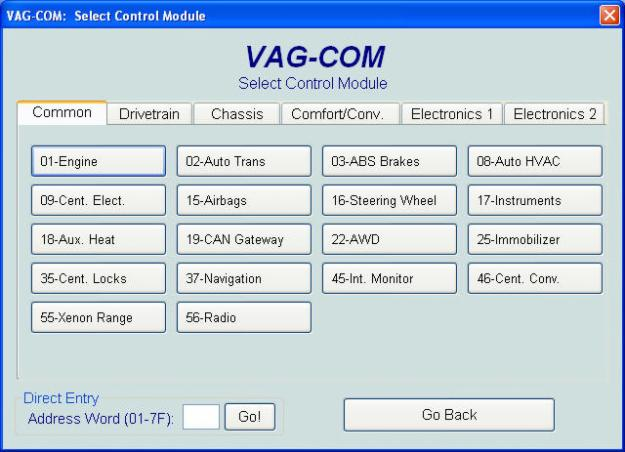 VAG-COM: Select Control Module
VAG-COM
Select Control Module
Common Drivetrain Chassis Comfort/Conv. Electronics 1 Electronics 2
01-Engine 02-Auto Trans 03-ABS Brakes 08-Auto HVAC
09-Cent. Elect. 15-Airbags 16-Steering Wheel 17-Instruments
18-Aux. Heat 19-CAN Gateway 22-AWD 25-Immobilizer
35-Cent. Locks 37-Navigation 45-Int. Monitor 46-Cent. Conv.
55-Xenon Range 56-Radio
Direct Entry
Address Word (01-7F): Go! Go Back